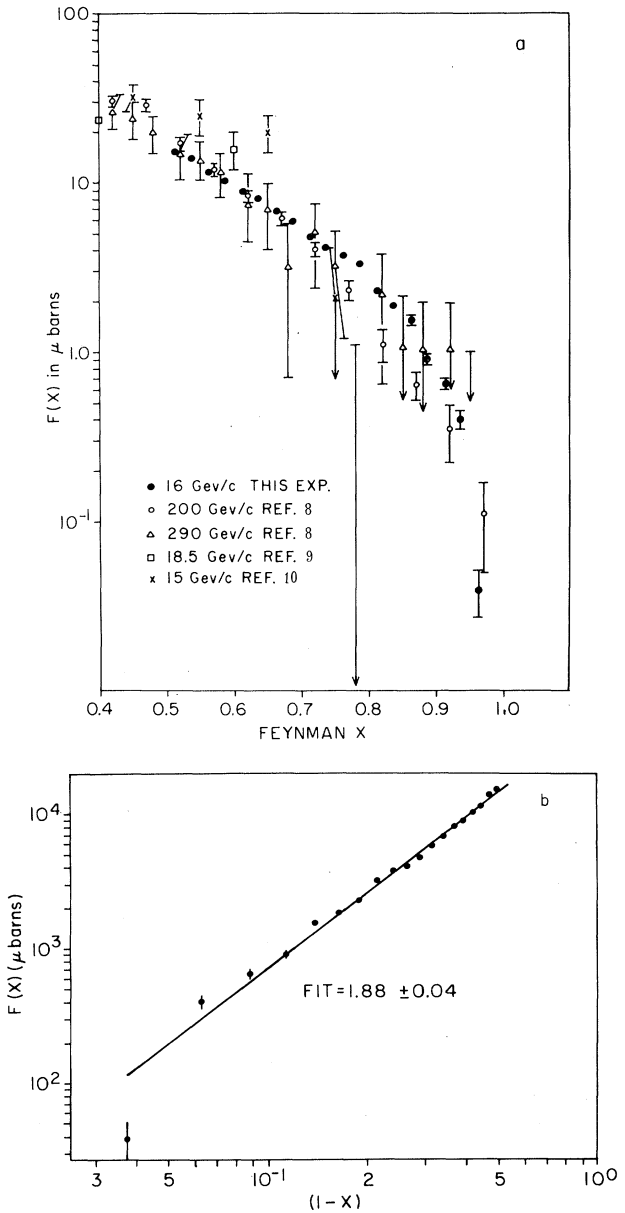 a
100
10
1.0
10⁻¹
F(X) in μ barns
• 16 Gev/c THIS EXP.
○ 200 Gev/c REF. 8
△ 290 Gev/c REF. 8
□ 18.5 Gev/c REF. 9
x 15 Gev/c REF. 10
0.4 0.5 0.6 0.7 0.8 0.9 1.0
FEYNMAN X
b
10⁴
10³
10²
F(X) (μbarns)
FIT=1.88 ±0.04
3 5 10⁻¹ 2 3 5 10⁰
(1-X)